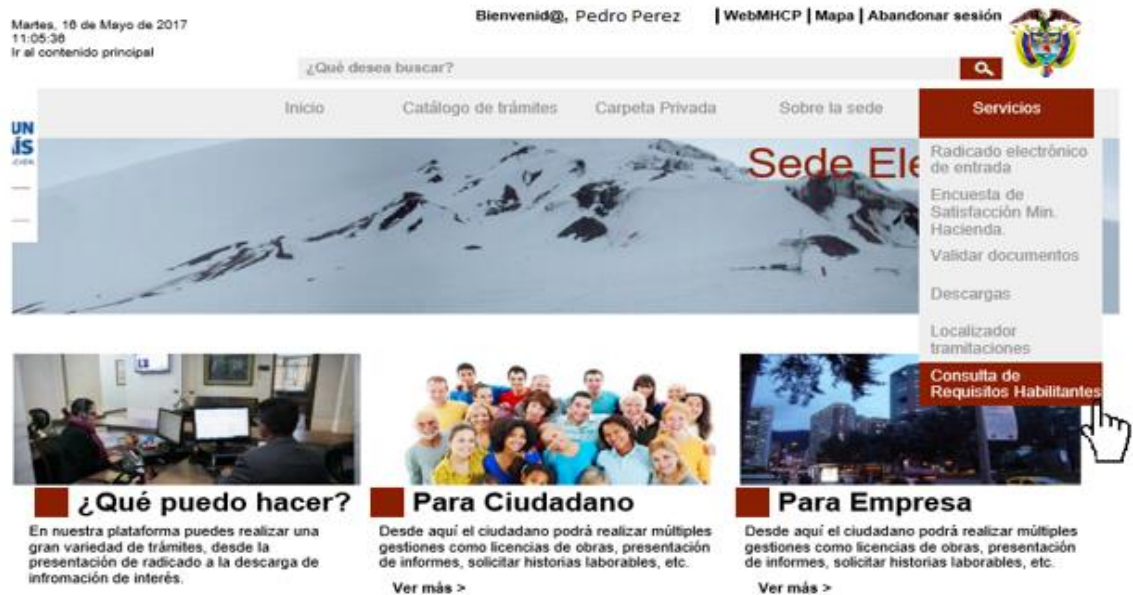 Martes, 16 de Mayo de 2017
11:05:36
Ir al contenido principal
Bienvenid@, Pedro Perez
WebMHCP | Mapa | Abandonar sesión
¿Qué desea buscar?
Inicio
Catálogo de trámites
Carpeta Privada
Sobre la sede
Servicios
UN
ÍS
Sede Ele
Radicado electrónico
de entrada
Encuesta de
Satisfacción Min.
Hacienda.
Validar documentos
Descargas
Localizador
tramitaciones
Consulta de
Requisitos Habilitantes
¿Qué puedo hacer?
En nuestra plataforma puedes realizar una
gran variedad de trámites, desde la
presentación de radicado a la descarga de
infromación de interés.
Para Ciudadano
Desde aquí el ciudadano podrá realizar múltiples
gestiones como licencias de obras, presentación
de informes, solicitar historias laborables, etc.
Ver más >
Para Empresa
Desde aquí el ciudadano podrá realizar múltiples
gestiones como licencias de obras, presentación
de informes, solicitar historias laborables, etc.
Ver más >